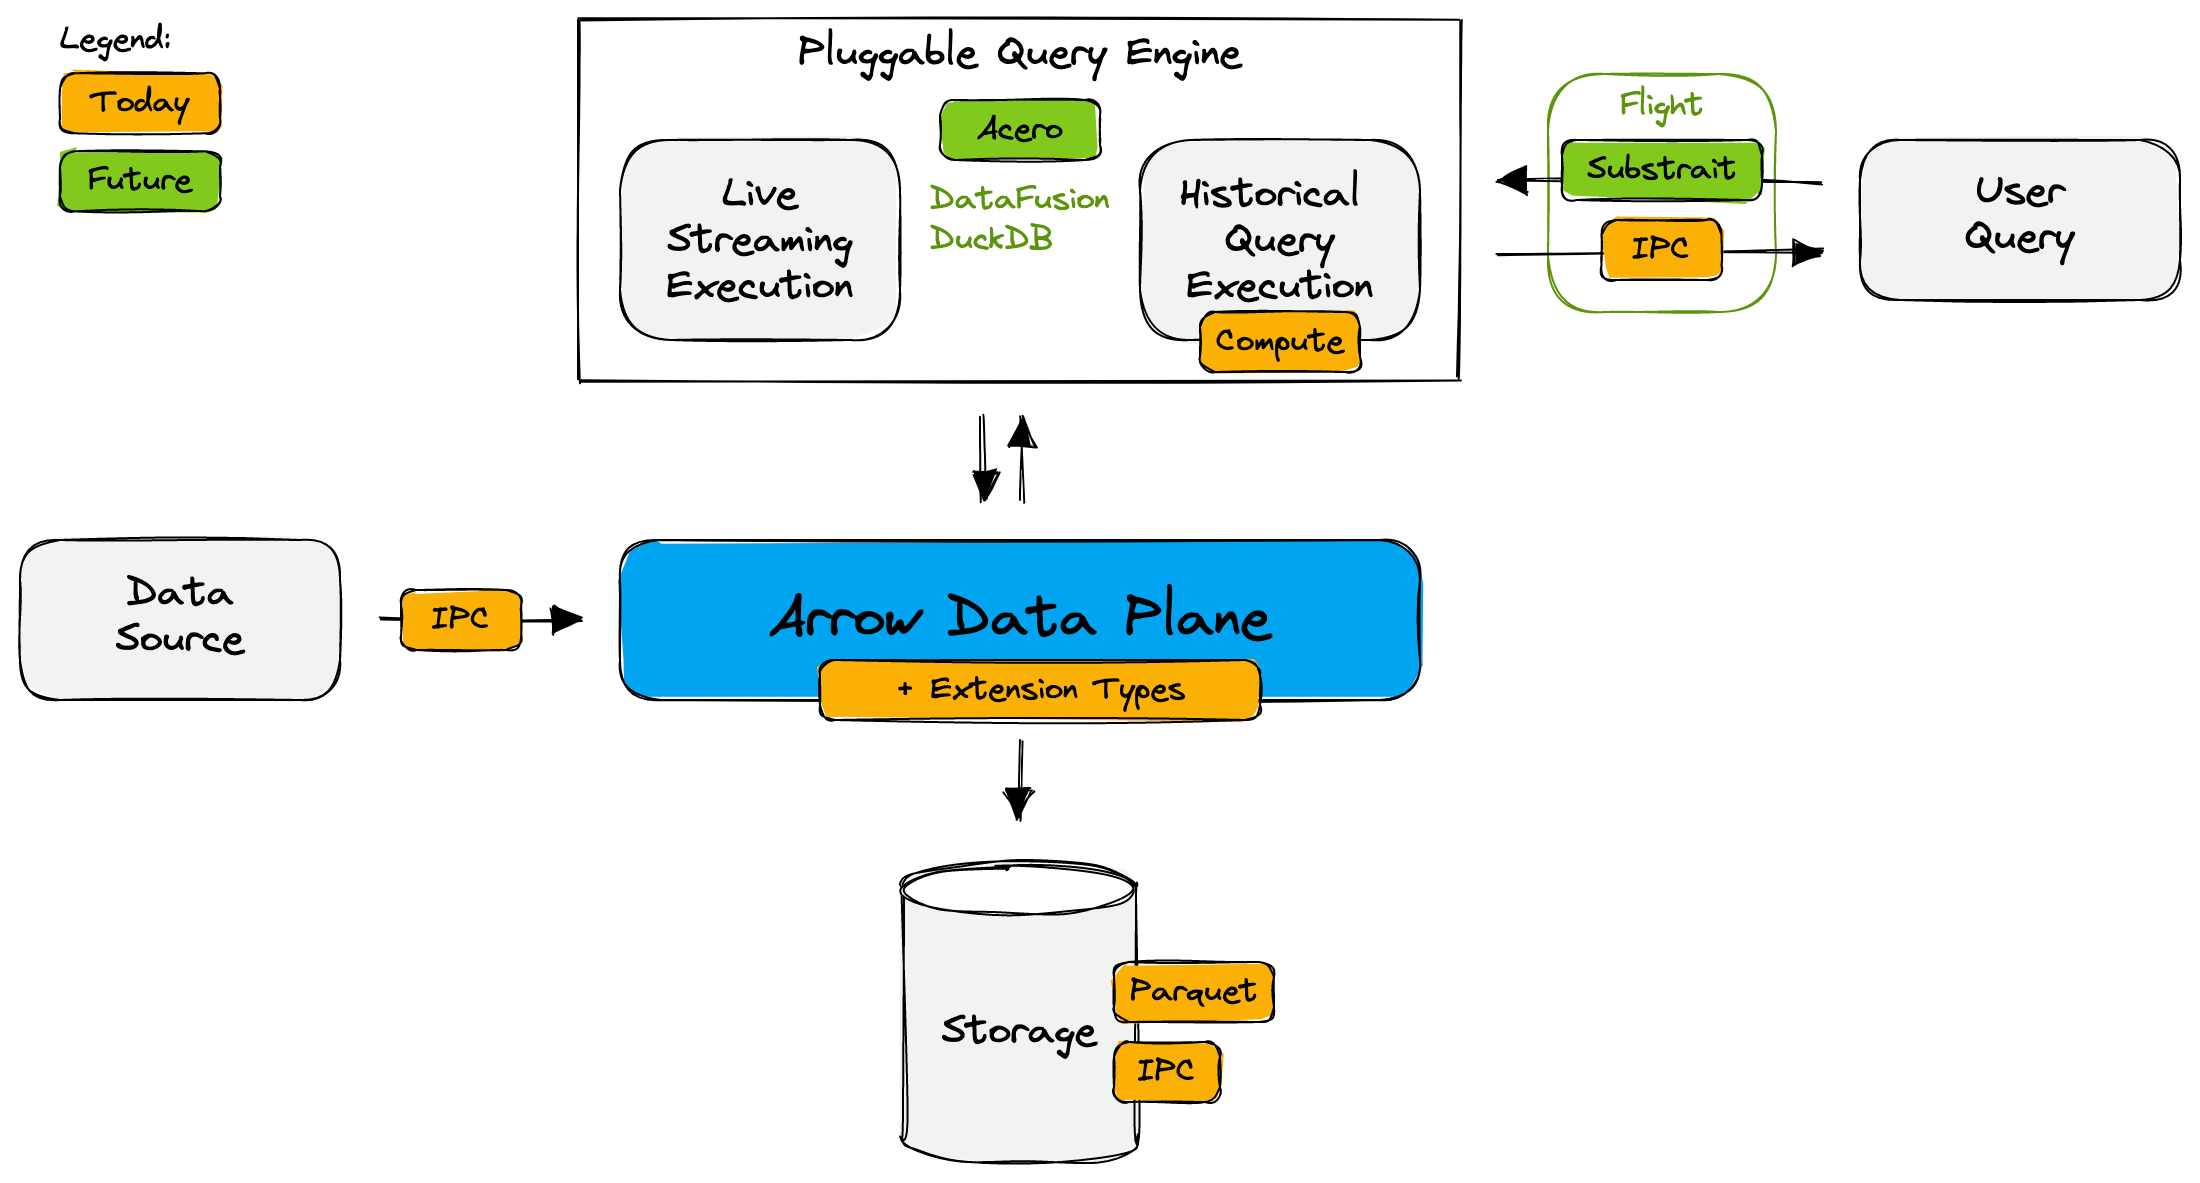 Legend:
Today
Future
Pluggable Query Engine
Acero
Live
Streaming
Execution
DataFusion
DuckDB
Historical
Query
Execution
Compute
Flight
Substrait
IPC
User
Query
Data
Source
IPC
Arrow Data Plane
+ Extension Types
Storage
Parquet
IPC